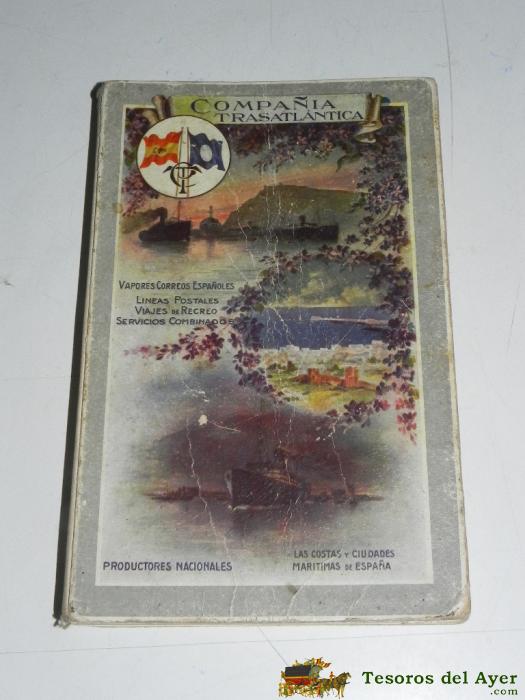 COMPAÑIA
TRASATLÁNTICA
VAPORES CORREOS ESPAÑOLES
LINEAS POSTALES
VIAJES DE RECREO
SERVICIOS COMBINADOS
PRODUCTORES NACIONALES
LAS COSTAS Y CIUDADES
MARITIMAS DE ESPAÑA
Tesoros del Ayer
.com